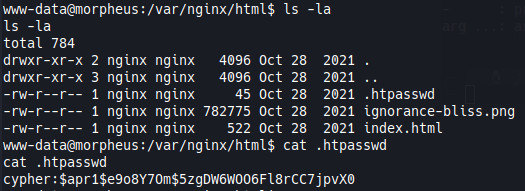 www-data@morpheus:/var/nginx/html$ ls -la
ls -la
total 784
drwxr-xr-x 2 nginx nginx   4096 Oct 28  2021 .
drwxr-xr-x 3 nginx nginx   4096 Oct 28  2021 ..
-rw-r--r-- 1 nginx nginx     45 Oct 28  2021 .htpasswd
-rw-r--r-- 1 nginx nginx 782775 Oct 28  2021 ignorance-bliss.png
-rw-r--r-- 1 nginx nginx    522 Oct 28  2021 index.html
www-data@morpheus:/var/nginx/html$ cat .htpasswd
cat .htpasswd
cypher:$apr1$e9o8Y7Om$5zgDW6WOO6Fl8rCC7jpvX0